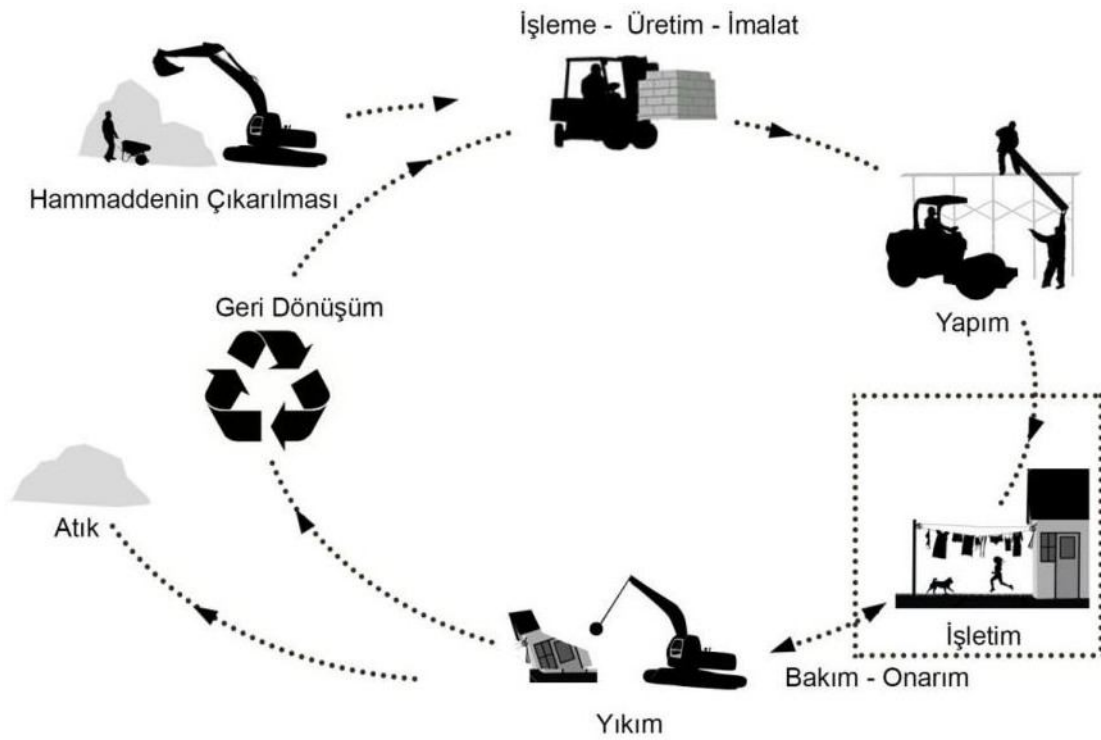 İşleme - Üretim - İmalat
Hammaddenin Çıkarılması
Geri Dönüşüm
Yapım
Atık
İşletim
Bakım - Onarım
Yıkım